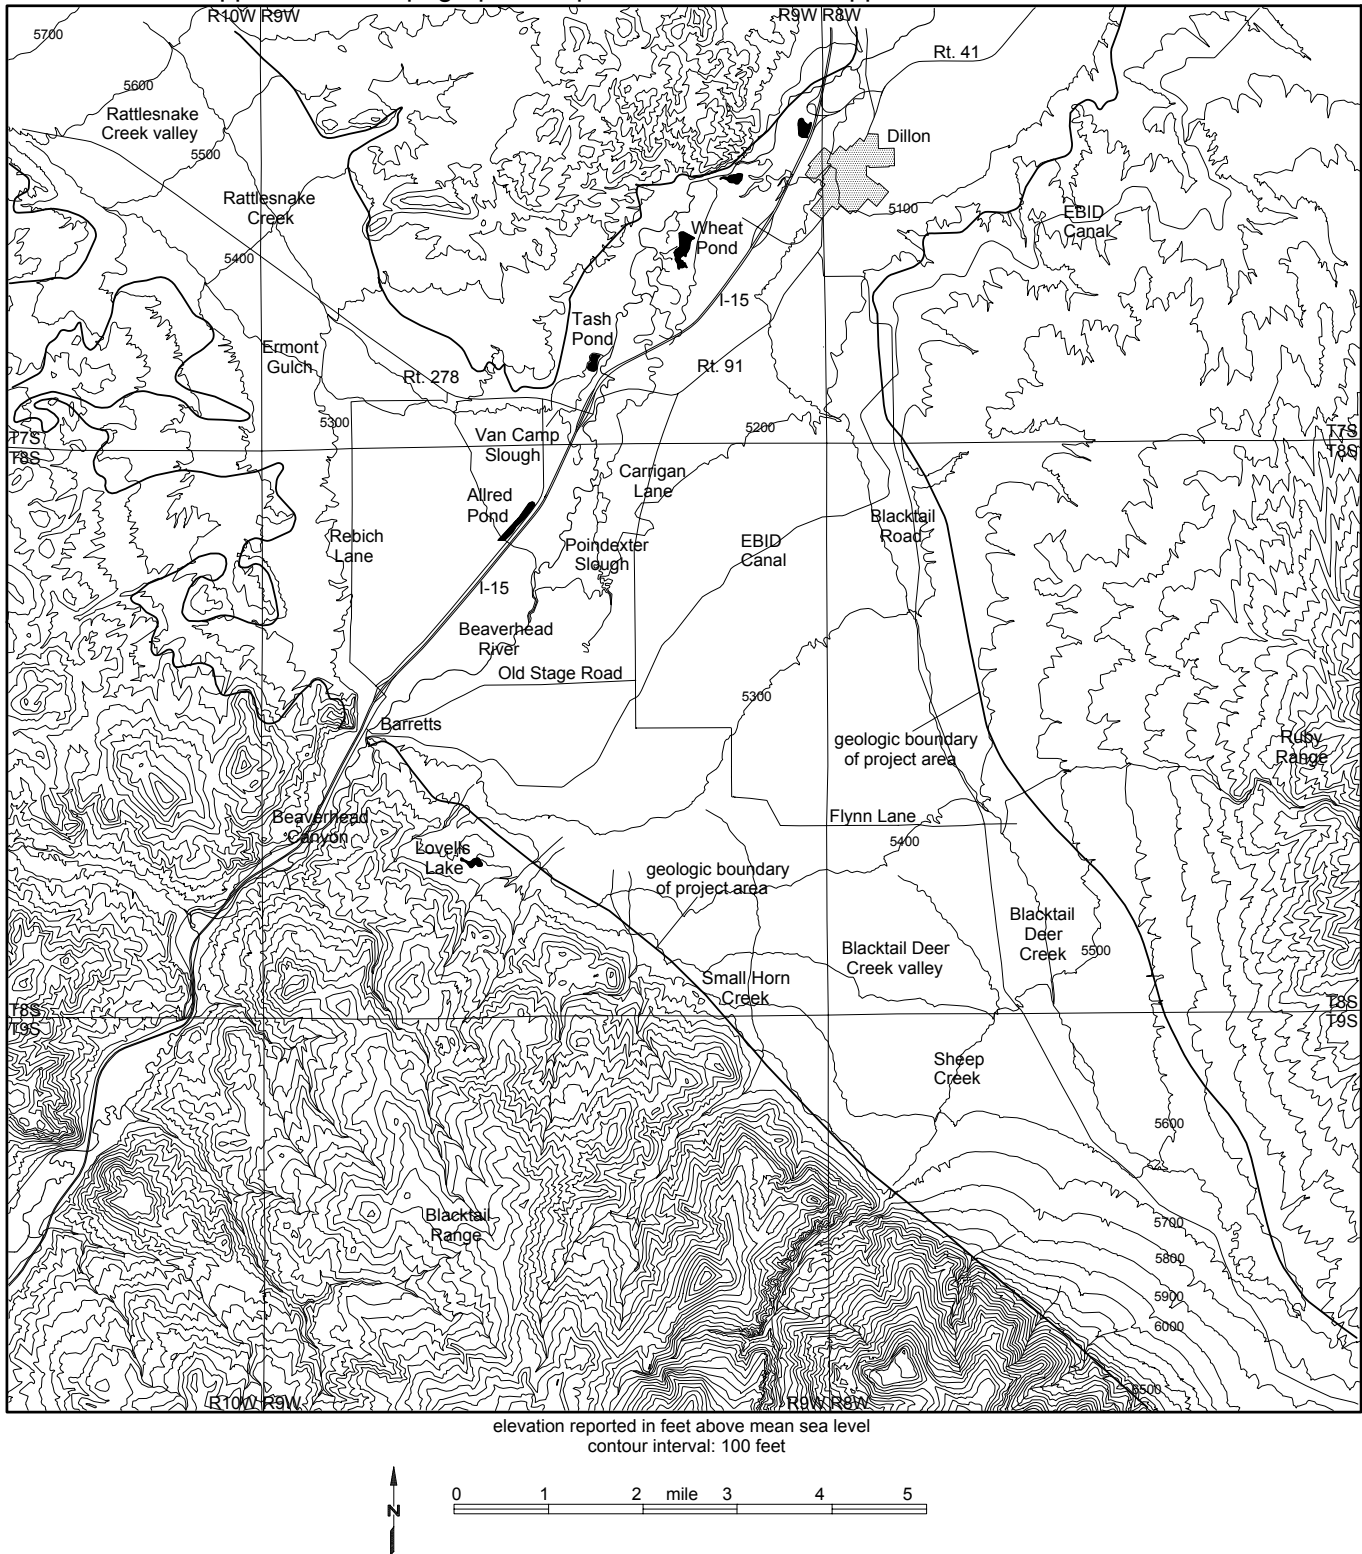 R10W R9W
R9W R8W
5700
Rt. 41
5600
Rattlesnake
Creek valley
Dillon
5500
Rattlesnake
Creek
5100
EBID
Canal
Wheat
Pond
5400
I-15
Tash
Pond
Ermont
Gulch
Rt. 278
Rt. 91
5300
5200
T7S
T8S
T7S
T8S
Van Camp
Slough
Carrigan
Lane
Allred
Pond
Blacktail
Road
Rebich
Lane
Poindexter
Slough
EBID
Canal
I-15
Beaverhead
River
Old Stage Road
5300
Barretts
geologic boundary
of project area
Ruby
Range
Beaverhead
Canyon
Flynn Lane
Lovells
Lake
5400
geologic boundary
of project area
Blacktail
Deer
Creek
Blacktail Deer
Creek valley
5500
Small Horn
Creek
T8S
T9S
T8S
T9S
Sheep
Creek
5600
Blacktail
Range
5700
5800
5900
6000
6500
R10W R9W
R9W R8W
elevation reported in feet above mean sea level
contour interval: 100 feet
N
0 1 2 mile 3 4 5